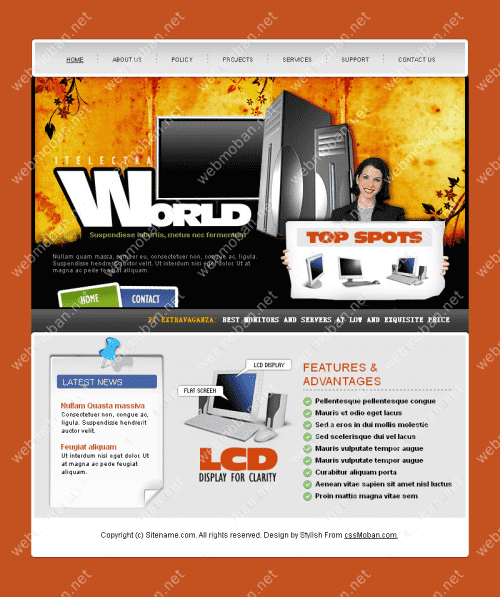 HOME ABOUT US POLICY PROJECTS SERVICES SUPPORT CONTACT US
ITELECTRA
WORLD
Suspendisse lobortis, metus nec fermentum
Nullam quam massa, semper eu, consectetuer non, congue ac, ligula.
Suspendisse hendrerit auctor velit. Ut interdum nisi eget dolor. Ut at
magna ac pede feugiat aliquam.
TOP SPOTS
HOME CONTACT
EXTRAVAGANZA: BEST MONITORS AND SERVERS AT LOW AND EXQUISITE PRICE
LATEST NEWS
Nullam Quasta massiva
Consectetuer non, congue ac,
ligula. Suspendisse hendrerit
auctor velit.
Feugiat aliquam
Ut interdum nisi eget dolor. Ut
at magna ac pede feugiat
aliquam.
LCD DISPLAY
FLAT SCREEN
LCD
DISPLAY FOR CLARITY
FEATURES &
ADVANTAGES
Pellentesque pellentesque congue
Mauris et odio eget lacus
Sed a eros in dui mollis molestie
Sed scelerisque dui vel lacus
Mauris vulputate tempor augue
Mauris vulputate tempor augue
Curabitur aliquam porta
Aenean vitae sapien sit amet nisl luctus
Proin mattis magna vitae sem
Copyright (c) Sitename.com. All rights reserved. Design by Stylish From cssMoban.com.
webmoban.net